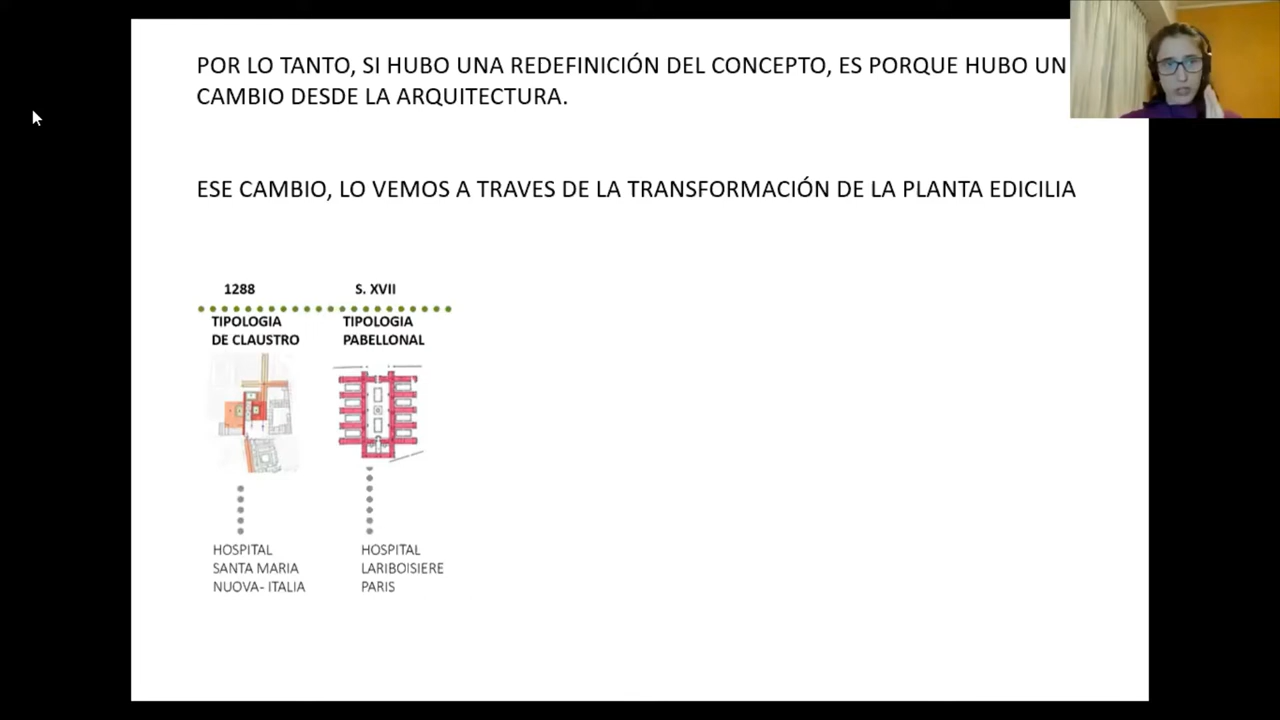 POR LO TANTO, SI HUBO UNA REDEFINICIÓN DEL CONCEPTO, ES PORQUE HUBO UN
CAMBIO DESDE LA ARQUITECTURA.
ESE CAMBIO, LO VEMOS A TRAVES DE LA TRANSFORMACIÓN DE LA PLANTA EDICILIA
1288
TIPOLOGIA
DE CLAUSTRO
HOSPITAL
SANTA MARIA
NUOVA- ITALIA
S. XVII
TIPOLOGIA
PABELLONAL
HOSPITAL
LARIBOISIERE
PARIS